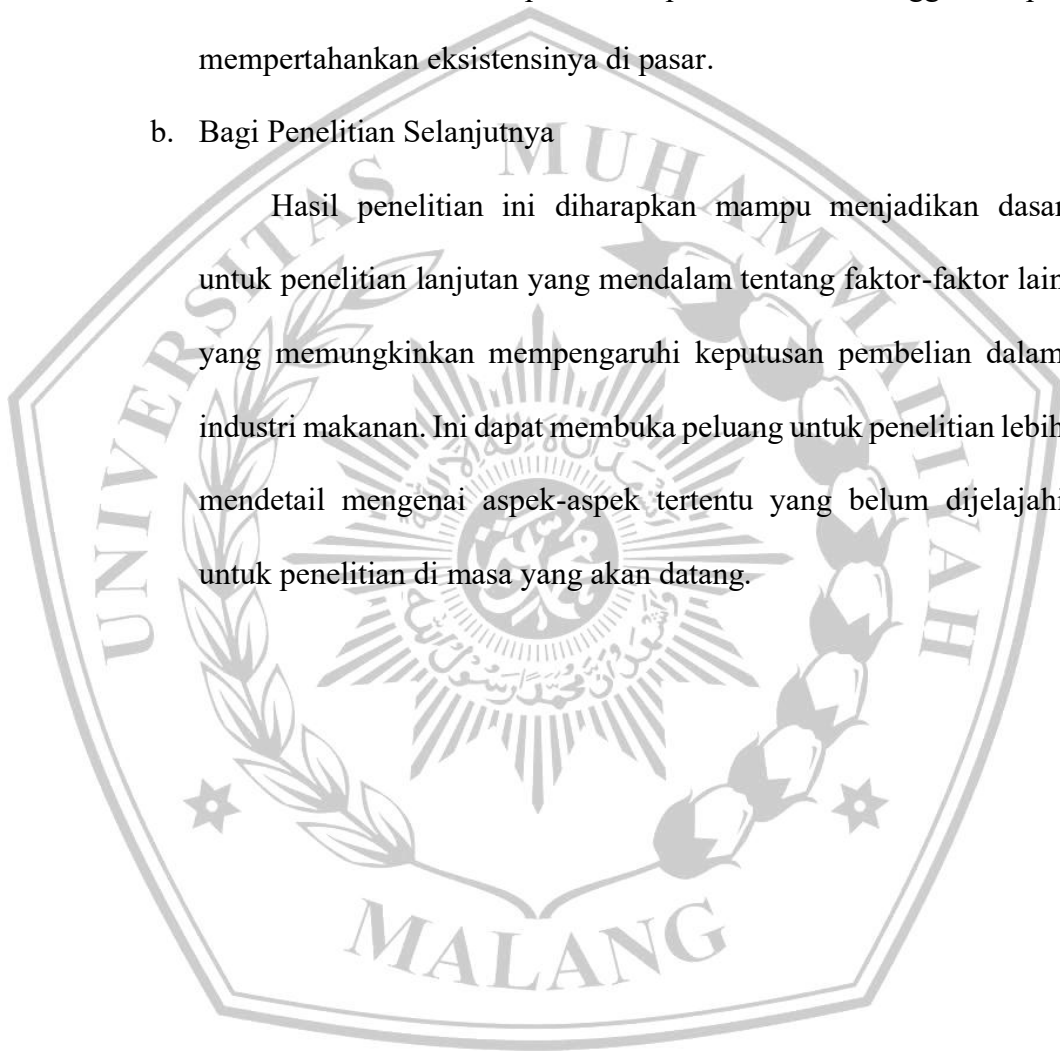 mempertahankan eksistensinya di pasar.
b. Bagi Penelitian Selanjutnya
Hasil penelitian ini diharapkan mampu menjadikan dasar
untuk penelitian lanjutan yang mendalam tentang faktor-faktor lain
yang memungkinkan mempengaruhi keputusan pembelian dalam
industri makanan. Ini dapat membuka peluang untuk penelitian lebih
mendetail mengenai aspek-aspek tertentu yang belum dijelajahi
untuk penelitian di masa yang akan datang.
UNIVERSITAS MUHAMMADIYAH
MALANG